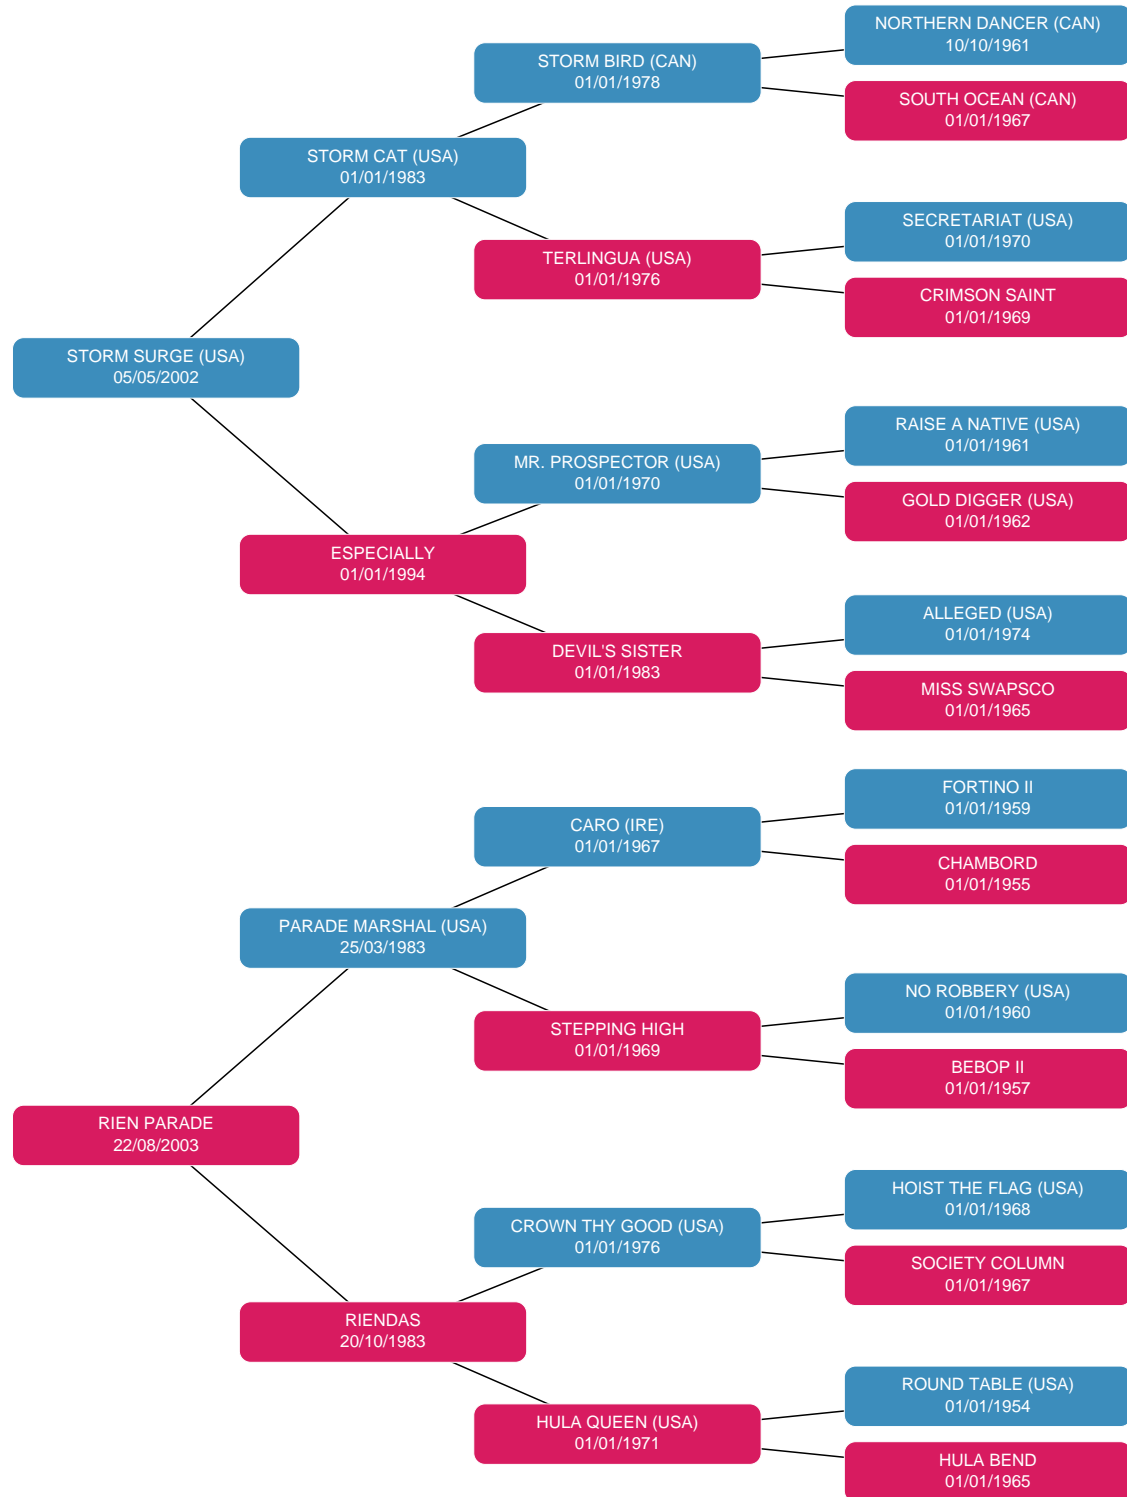 NORTHERN DANCER (CAN)
10/10/1961
STORM BIRD (CAN)
01/01/1978
SOUTH OCEAN (CAN)
01/01/1967
STORM CAT (USA)
01/01/1983
SECRETARIAT (USA)
01/01/1970
TERLINGUA (USA)
01/01/1976
CRIMSON SAINT
01/01/1969
STORM SURGE (USA)
05/05/2002
RAISE A NATIVE (USA)
01/01/1961
MR. PROSPECTOR (USA)
01/01/1970
GOLD DIGGER (USA)
01/01/1962
ESPECIALLY
01/01/1994
ALLEGED (USA)
01/01/1974
DEVIL'S SISTER
01/01/1983
MISS SWAPSCO
01/01/1965
FORTINO II
01/01/1959
CARO (IRE)
01/01/1967
CHAMBORD
01/01/1955
PARADE MARSHAL (USA)
25/03/1983
NO ROBBERY (USA)
01/01/1960
STEPPING HIGH
01/01/1969
BEBOP II
01/01/1957
RIEN PARADE
22/08/2003
HOIST THE FLAG (USA)
01/01/1968
CROWN THY GOOD (USA)
01/01/1976
SOCIETY COLUMN
01/01/1967
RIENDAS
20/10/1983
ROUND TABLE (USA)
01/01/1954
HULA QUEEN (USA)
01/01/1971
HULA BEND
01/01/1965